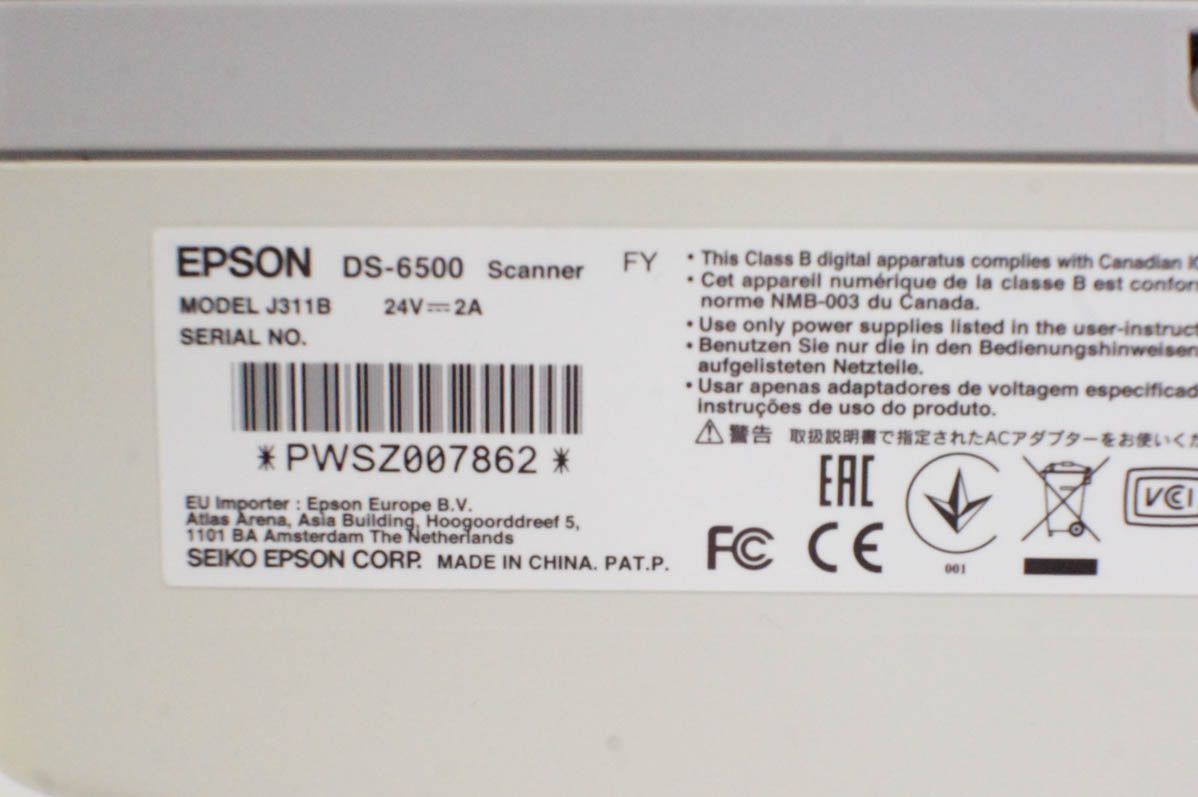 EPSON DS-6500 Scanner FY
MODEL J311B 24V⎓2A
SERIAL NO.
*PWSZ007862*
EU Importer : Epson Europe B.V.
Atlas Arena, Asia Building, Hoogoorddreef 5,
1101 BA Amsterdam The Netherlands
SEIKO EPSON CORP. MADE IN CHINA. PAT.P.
• This Class B digital apparatus complies with Canadian
• Cet appareil numérique de la classe B est
norme NMB-003 du Canada.
• Use only power supplies listed in the
• Benutzen Sie nur die in den Bedienungshinweisen
aufgelisteten Netzteile.
• Usar apenas adaptadores de voltagem
instruções de uso do produto.
⚠警告 取扱説明書で指定されたACアダプターをお使いくだ
EAC
FC CE
001
VCI